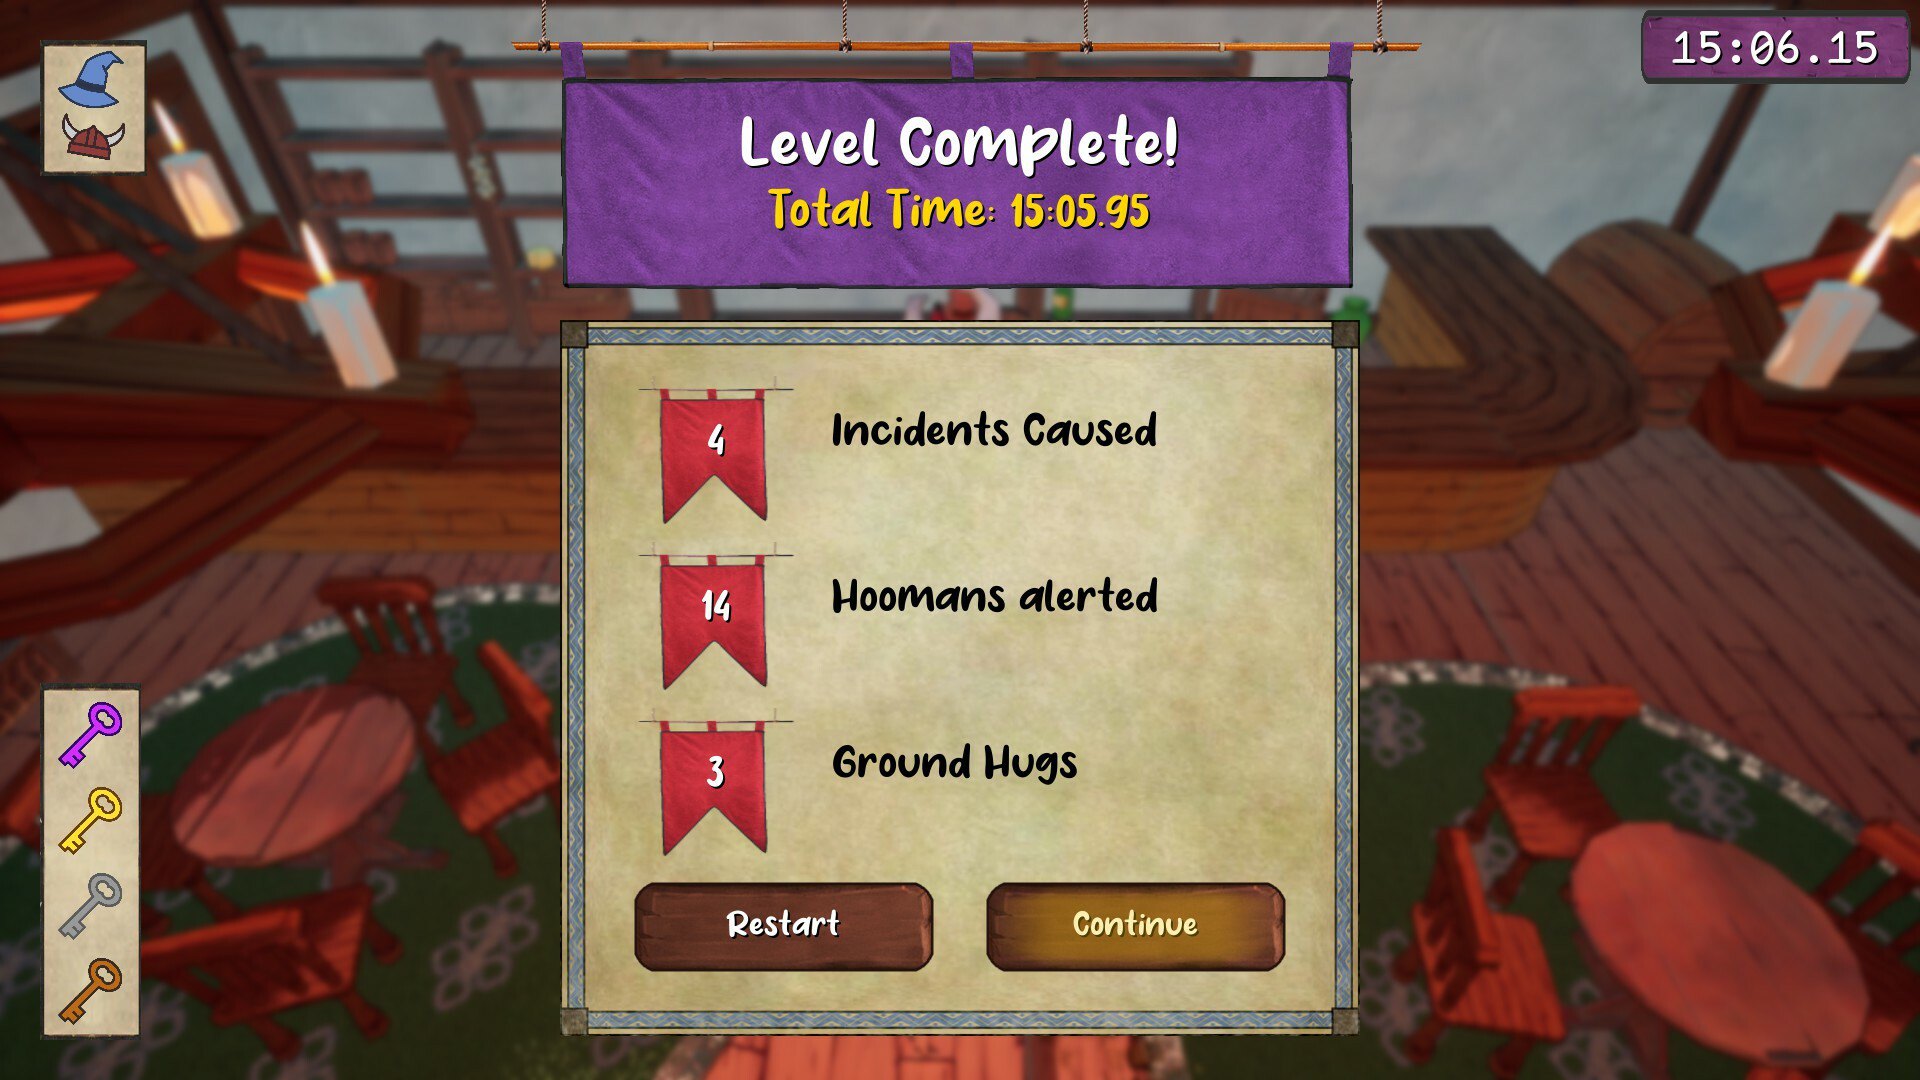 15:06.15
Level Complete!
Total Time: 15:05.95
4
Incidents Caused
14
Hoomans alerted
3
Ground Hugs
Restart
Continue